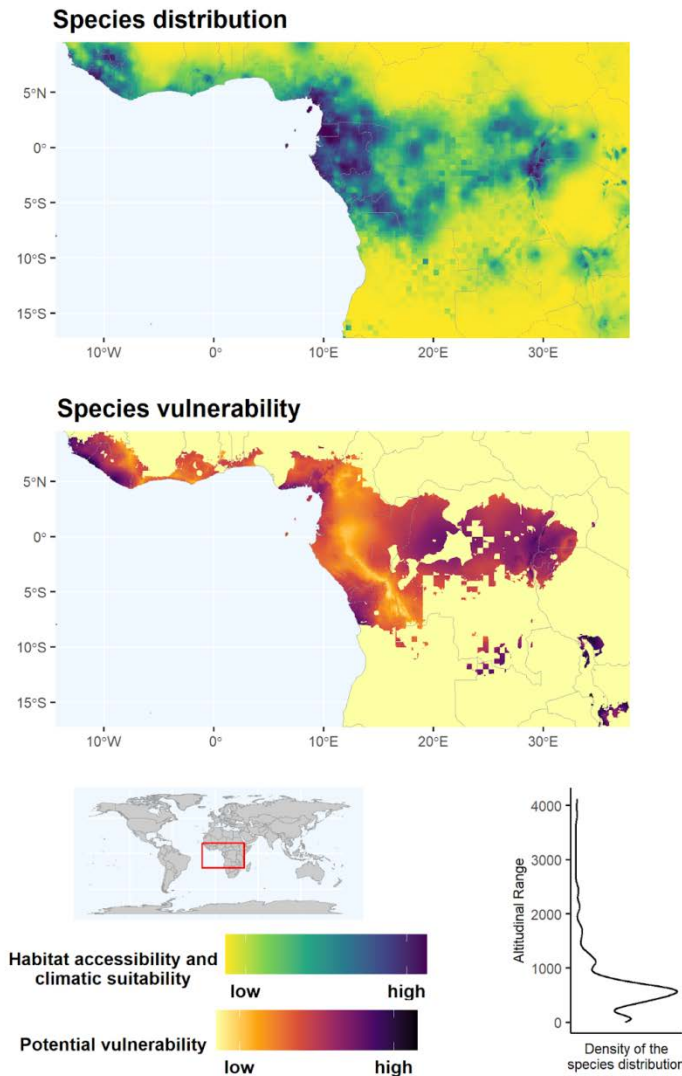 Species distribution
5°N
0°
5°S
10°S
15°S
10°W
0°
10°E
20°E
30°E
Species vulnerability
5°N
0°
5°S
10°S
15°S
10°W
0°
10°E
20°E
30°E
Habitat accessibility and
climatic suitability
low
high
Potential vulnerability
low
high
4000
3000
2000
1000
0
Altitudinal Range
Density of the
species distribution